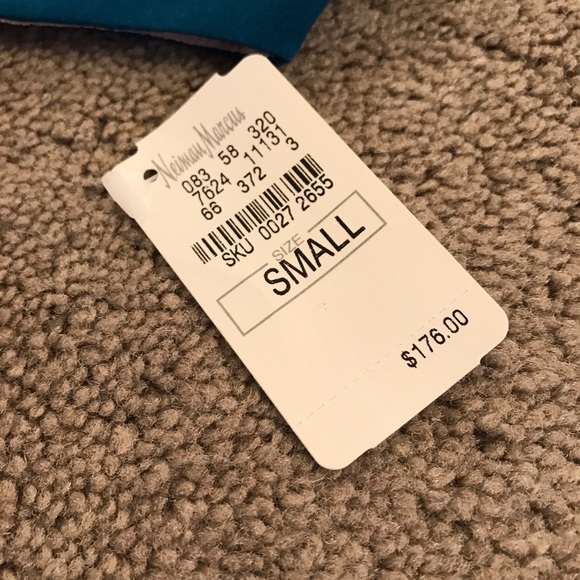 Neiman Marcus
083 58 320
7624 11131
66 372 3
SKU 0027 2655
SIZE
SMALL
$176.00